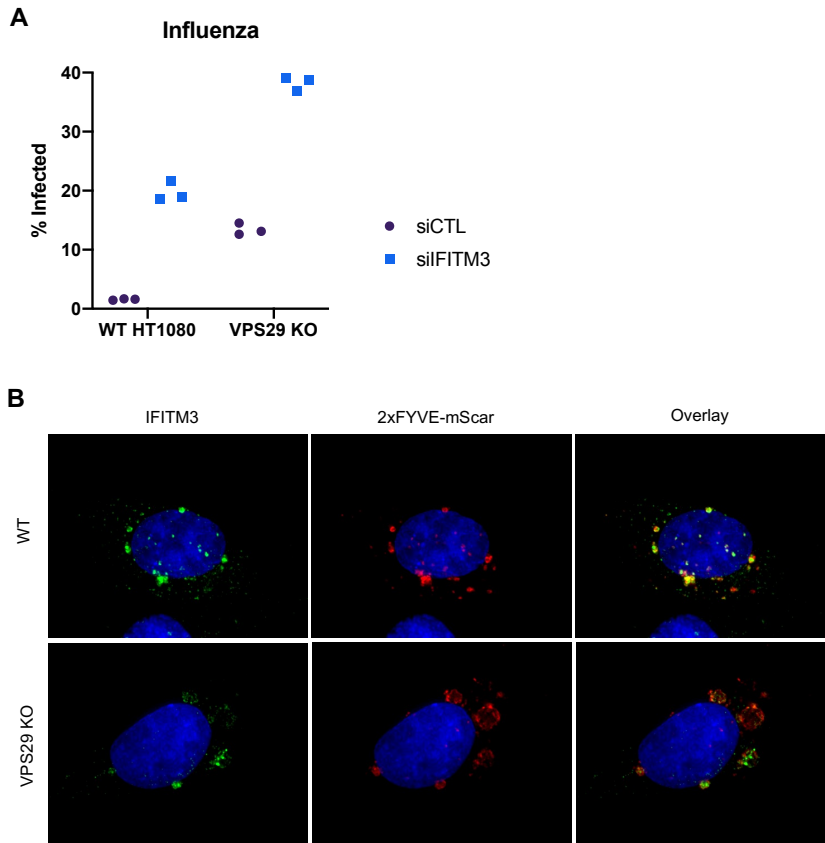 A
Influenza
40
30
20
10
0
% Infected
WT HT1080
VPS29 KO
siCTL
siIFITM3
B
IFITM3
2xFYVE-mScar
Overlay
WT
VPS29 KO